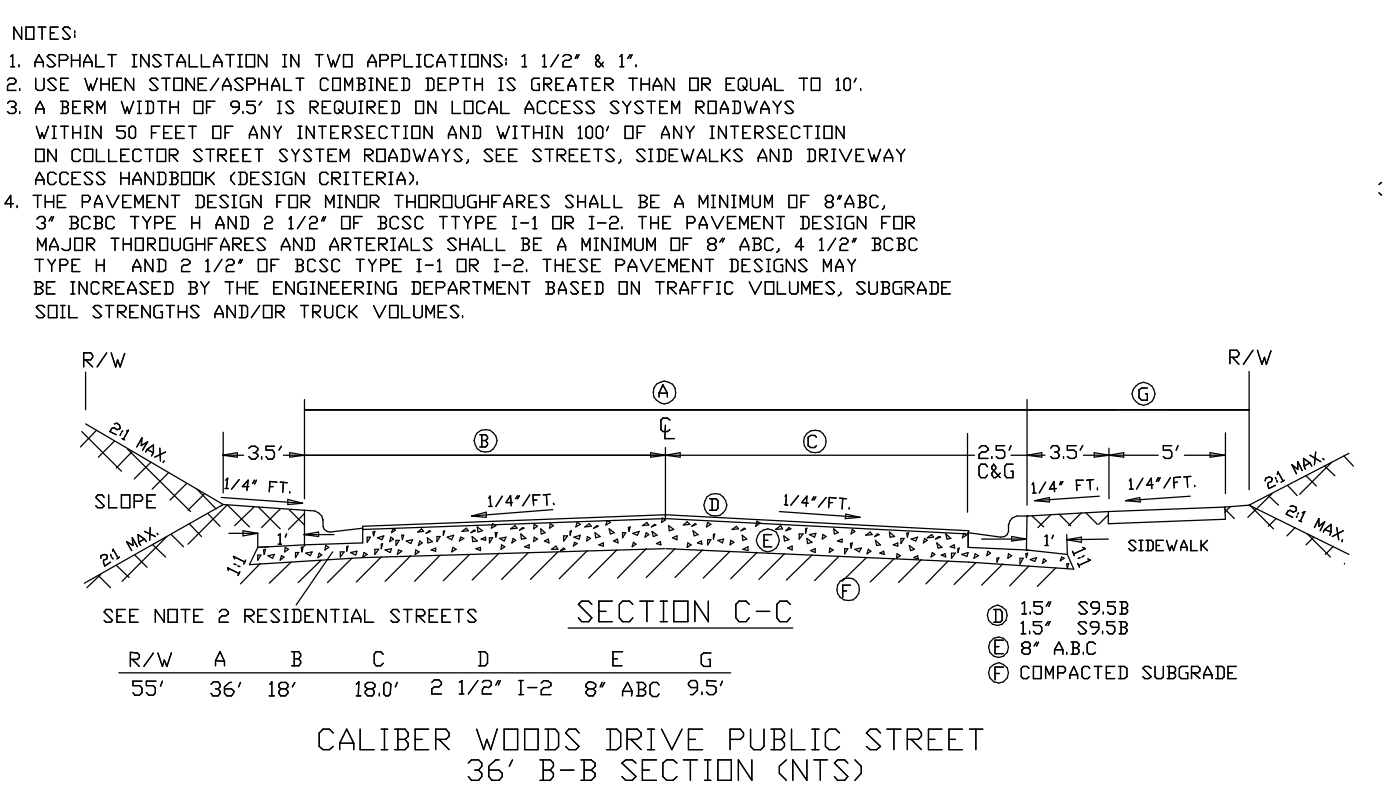 NOTES:
1. ASPHALT INSTALLATION IN TWO APPLICATIONS: 1 1/2" & 1".
2. USE WHEN STONE/ASPHALT COMBINED DEPTH IS GREATER THAN OR EQUAL TO 10'.
3. A BERM WIDTH OF 9.5' IS REQUIRED ON LOCAL ACCESS SYSTEM ROADWAYS
WITHIN 50 FEET OF ANY INTERSECTION AND WITHIN 100' OF ANY INTERSECTION
ON COLLECTOR STREET SYSTEM ROADWAYS, SEE STREETS, SIDEWALKS AND DRIVEWAY
ACCESS HANDBOOK (DESIGN CRITERIA).
4. THE PAVEMENT DESIGN FOR MINOR THOROUGHFARES SHALL BE A MINIMUM OF 8"ABC,
3" BCBC TYPE H AND 2 1/2" OF BCSC TTYPE I-1 OR I-2. THE PAVEMENT DESIGN FOR
MAJOR THOROUGHFARES AND ARTERIALS SHALL BE A MINIMUM OF 8" ABC, 4 1/2" BCBC
TYPE H AND 2 1/2" OF BCSC TYPE I-1 OR I-2. THESE PAVEMENT DESIGNS MAY
BE INCREASED BY THE ENGINEERING DEPARTMENT BASED ON TRAFFIC VOLUMES, SUBGRADE
SOIL STRENGTHS AND/OR TRUCK VOLUMES.
R/W
R/W
A
G
CL
B
C
2:1 MAX.
3.5'
2.5'
C&G
3.5'
5'
2:1 MAX.
1/4" FT.
1/4"/FT.
1/4"/FT.
1/4" FT.
1/4"/FT.
SLOPE
D
2:1 MAX.
2:1 MAX.
1'
E
1'
SIDEWALK
1:1
1:1
F
SEE NOTE 2 RESIDENTIAL STREETS
SECTION C-C
D 1.5" S9.5B
1.5" S9.5B
E 8" A.B.C
F COMPACTED SUBGRADE
R/W A B C D E G
55' 36' 18' 18.0' 2 1/2" I-2 8" ABC 9.5'
CALIBER WOODS DRIVE PUBLIC STREET
36' B-B SECTION (NTS)